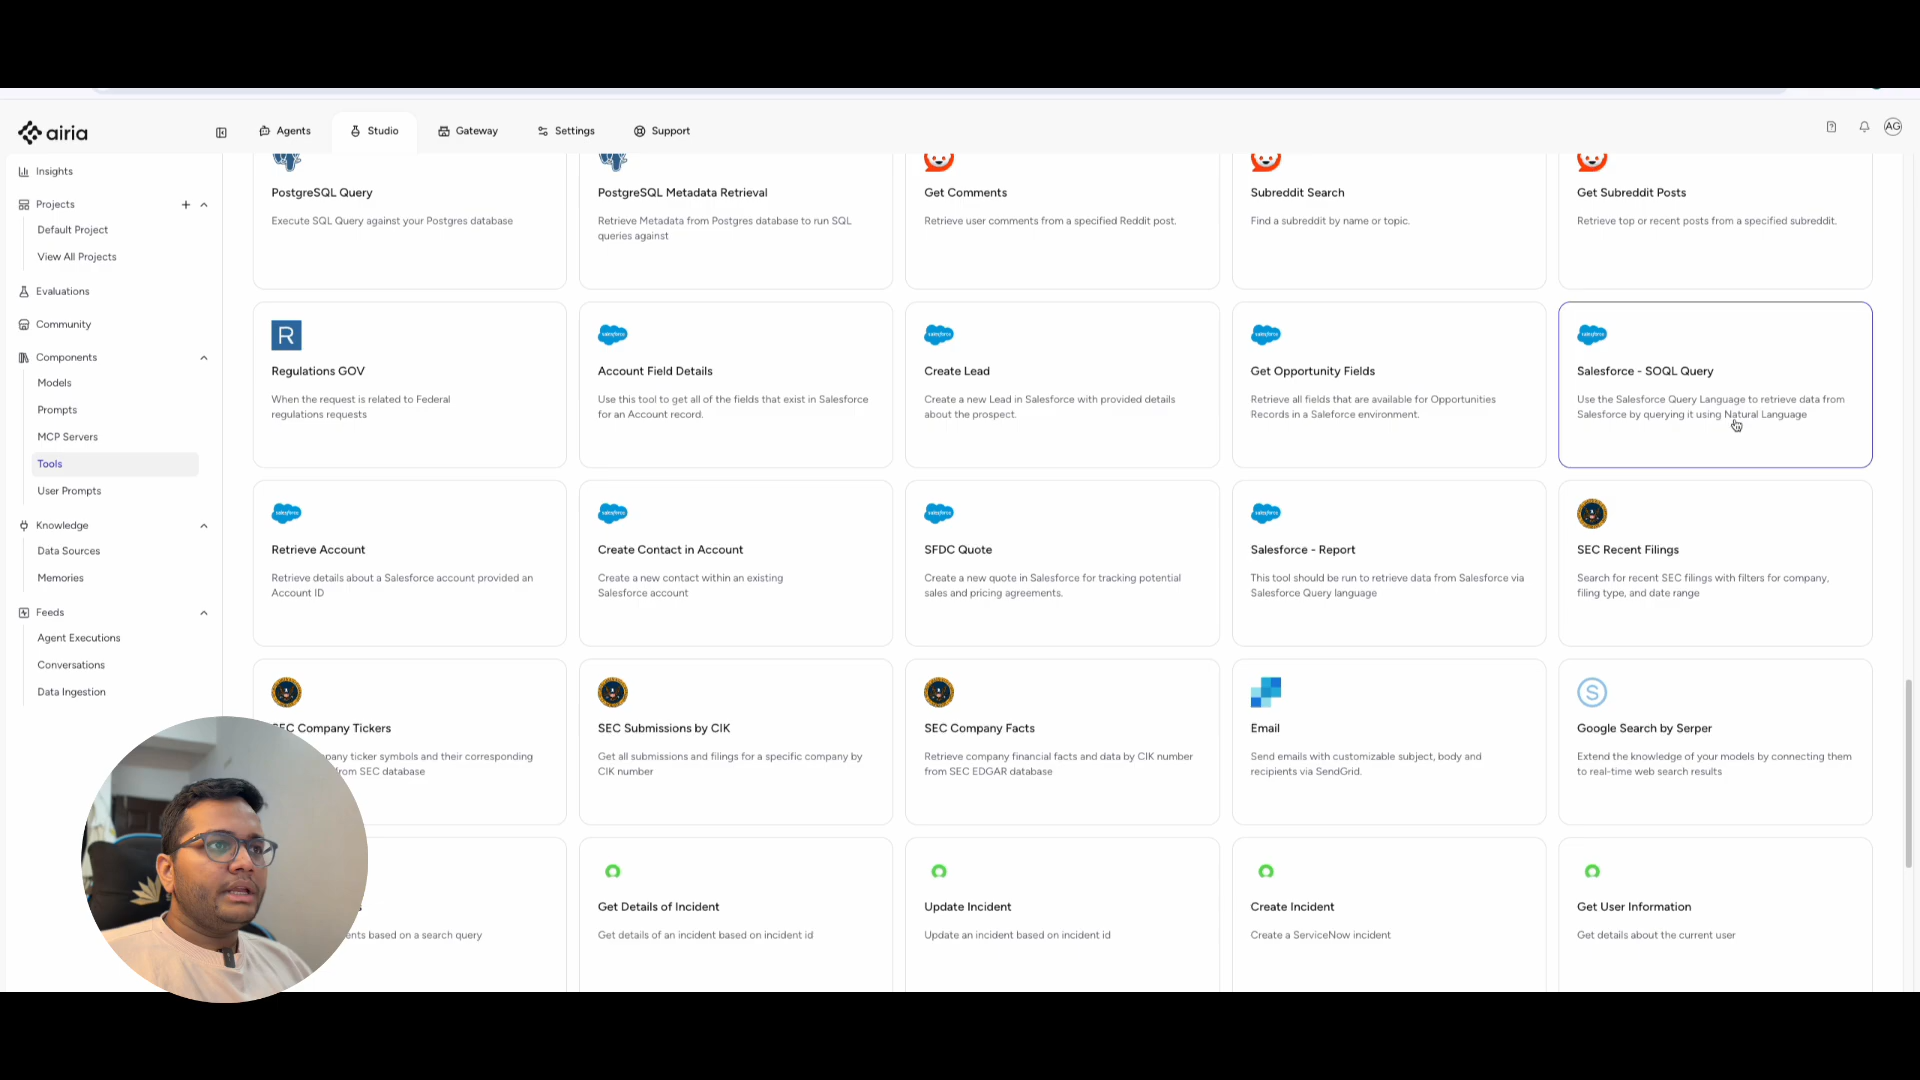 airia
Agents
Studio
Gateway
Settings
Support
AG
Insights
Projects
Default Project
View All Projects
Evaluations
Community
Components
Models
Prompts
MCP Servers
Tools
User Prompts
Knowledge
Data Sources
Memories
Feeds
Agent Executions
Conversations
Data Ingestion
PostgreSQL Query
Execute SQL Query against your Postgres database
PostgreSQL Metadata Retrieval
Retrieve Metadata from Postgres database to run SQL
queries against
Get Comments
Retrieve user comments from a specified Reddit post.
Subreddit Search
Find a subreddit by name or topic.
Get Subreddit Posts
Retrieve top or recent posts from a specified subreddit.
R
Regulations GOV
When the request is related to Federal
regulations requests
salesforce
Account Field Details
Use this tool to get all of the fields that exist in Salesforce
for an Account record.
salesforce
Create Lead
Create a new Lead in Salesforce with provided details
about the prospect.
salesforce
Get Opportunity Fields
Retrieve all fields that are available for Opportunities
Records in a Saleforce environment.
salesforce
Salesforce - SOQL Query
Use the Salesforce Query Language to retrieve data from
Salesforce by querying it using Natural Language
salesforce
Retrieve Account
Retrieve details about a Salesforce account provided an
Account ID
salesforce
Create Contact in Account
Create a new contact within an existing
Salesforce account
salesforce
SFDC Quote
Create a new quote in Salesforce for tracking potential
sales and pricing agreements.
salesforce
Salesforce - Report
This tool should be run to retrieve data from Salesforce via
Salesforce Query language
SEC Recent Filings
Search for recent SEC filings with filters for company,
filing type, and date range
SEC Company Tickers
ticker symbols and their corresponding
from SEC database
SEC Submissions by CIK
Get all submissions and filings for a specific company by
CIK number
SEC Company Facts
Retrieve company financial facts and data by CIK number
from SEC EDGAR database
Email
Send emails with customizable subject, body and
recipients via SendGrid.
S
Google Search by Serper
Extend the knowledge of your models by connecting them
to real-time web search results
based on a search query
Get Details of Incident
Get details of an incident based on incident id
Update Incident
Update an incident based on incident id
Create Incident
Create a ServiceNow incident
Get User Information
Get details about the current user